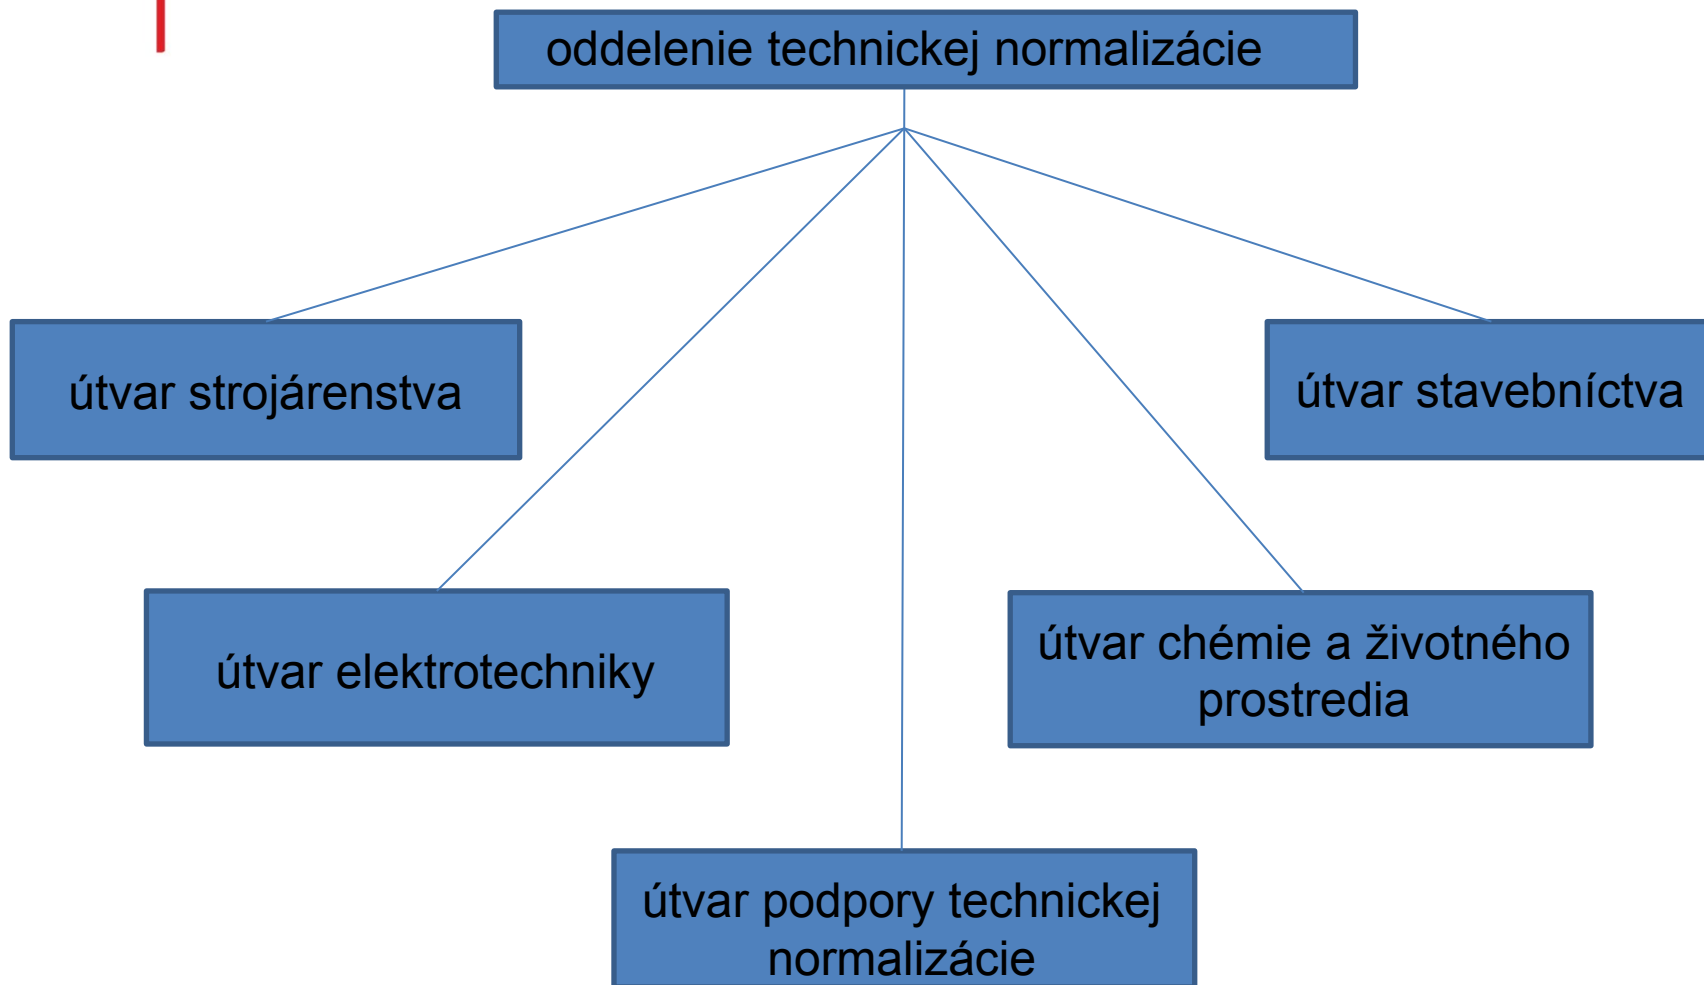 oddelenie technickej normalizácie
útvar strojárenstva
útvar stavebníctva
útvar elektrotechniky
útvar chémie a životného
prostredia
útvar podpory technickej
normalizácie